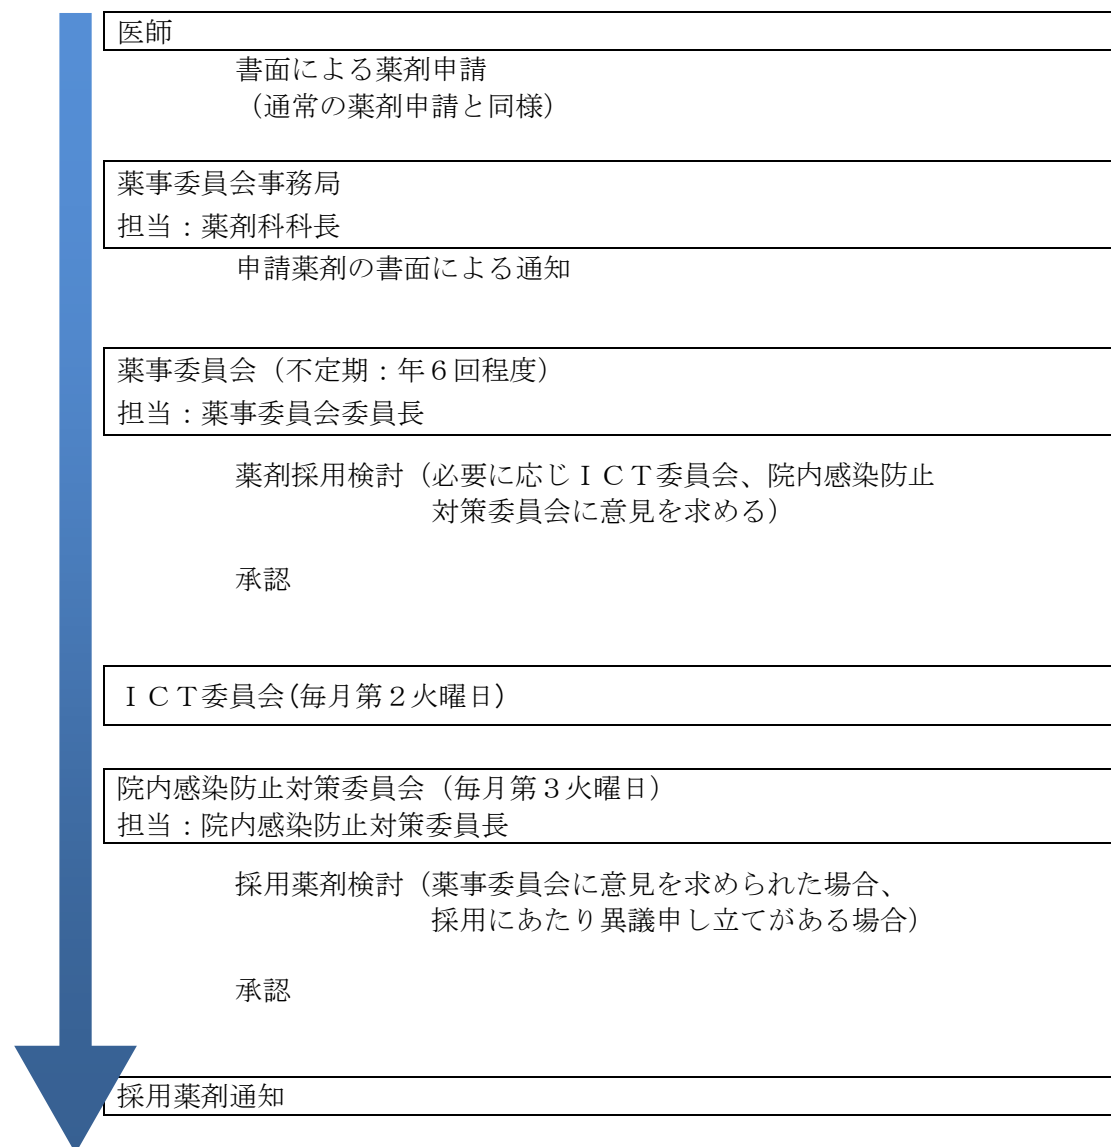 医師
書面による薬剤申請
（通常の薬剤申請と同様）
薬事委員会事務局
担当：薬剤科科長
申請薬剤の書面による通知
薬事委員会（不定期：年６回程度）
担当：薬事委員会委員長
薬剤採用検討（必要に応じＩＣＴ委員会、院内感染防止
対策委員会に意見を求める）
承認
ＩＣＴ委員会(毎月第２火曜日)
院内感染防止対策委員会（毎月第３火曜日）
担当：院内感染防止対策委員長
採用薬剤検討（薬事委員会に意見を求められた場合、
採用にあたり異議申し立てがある場合）
承認
採用薬剤通知